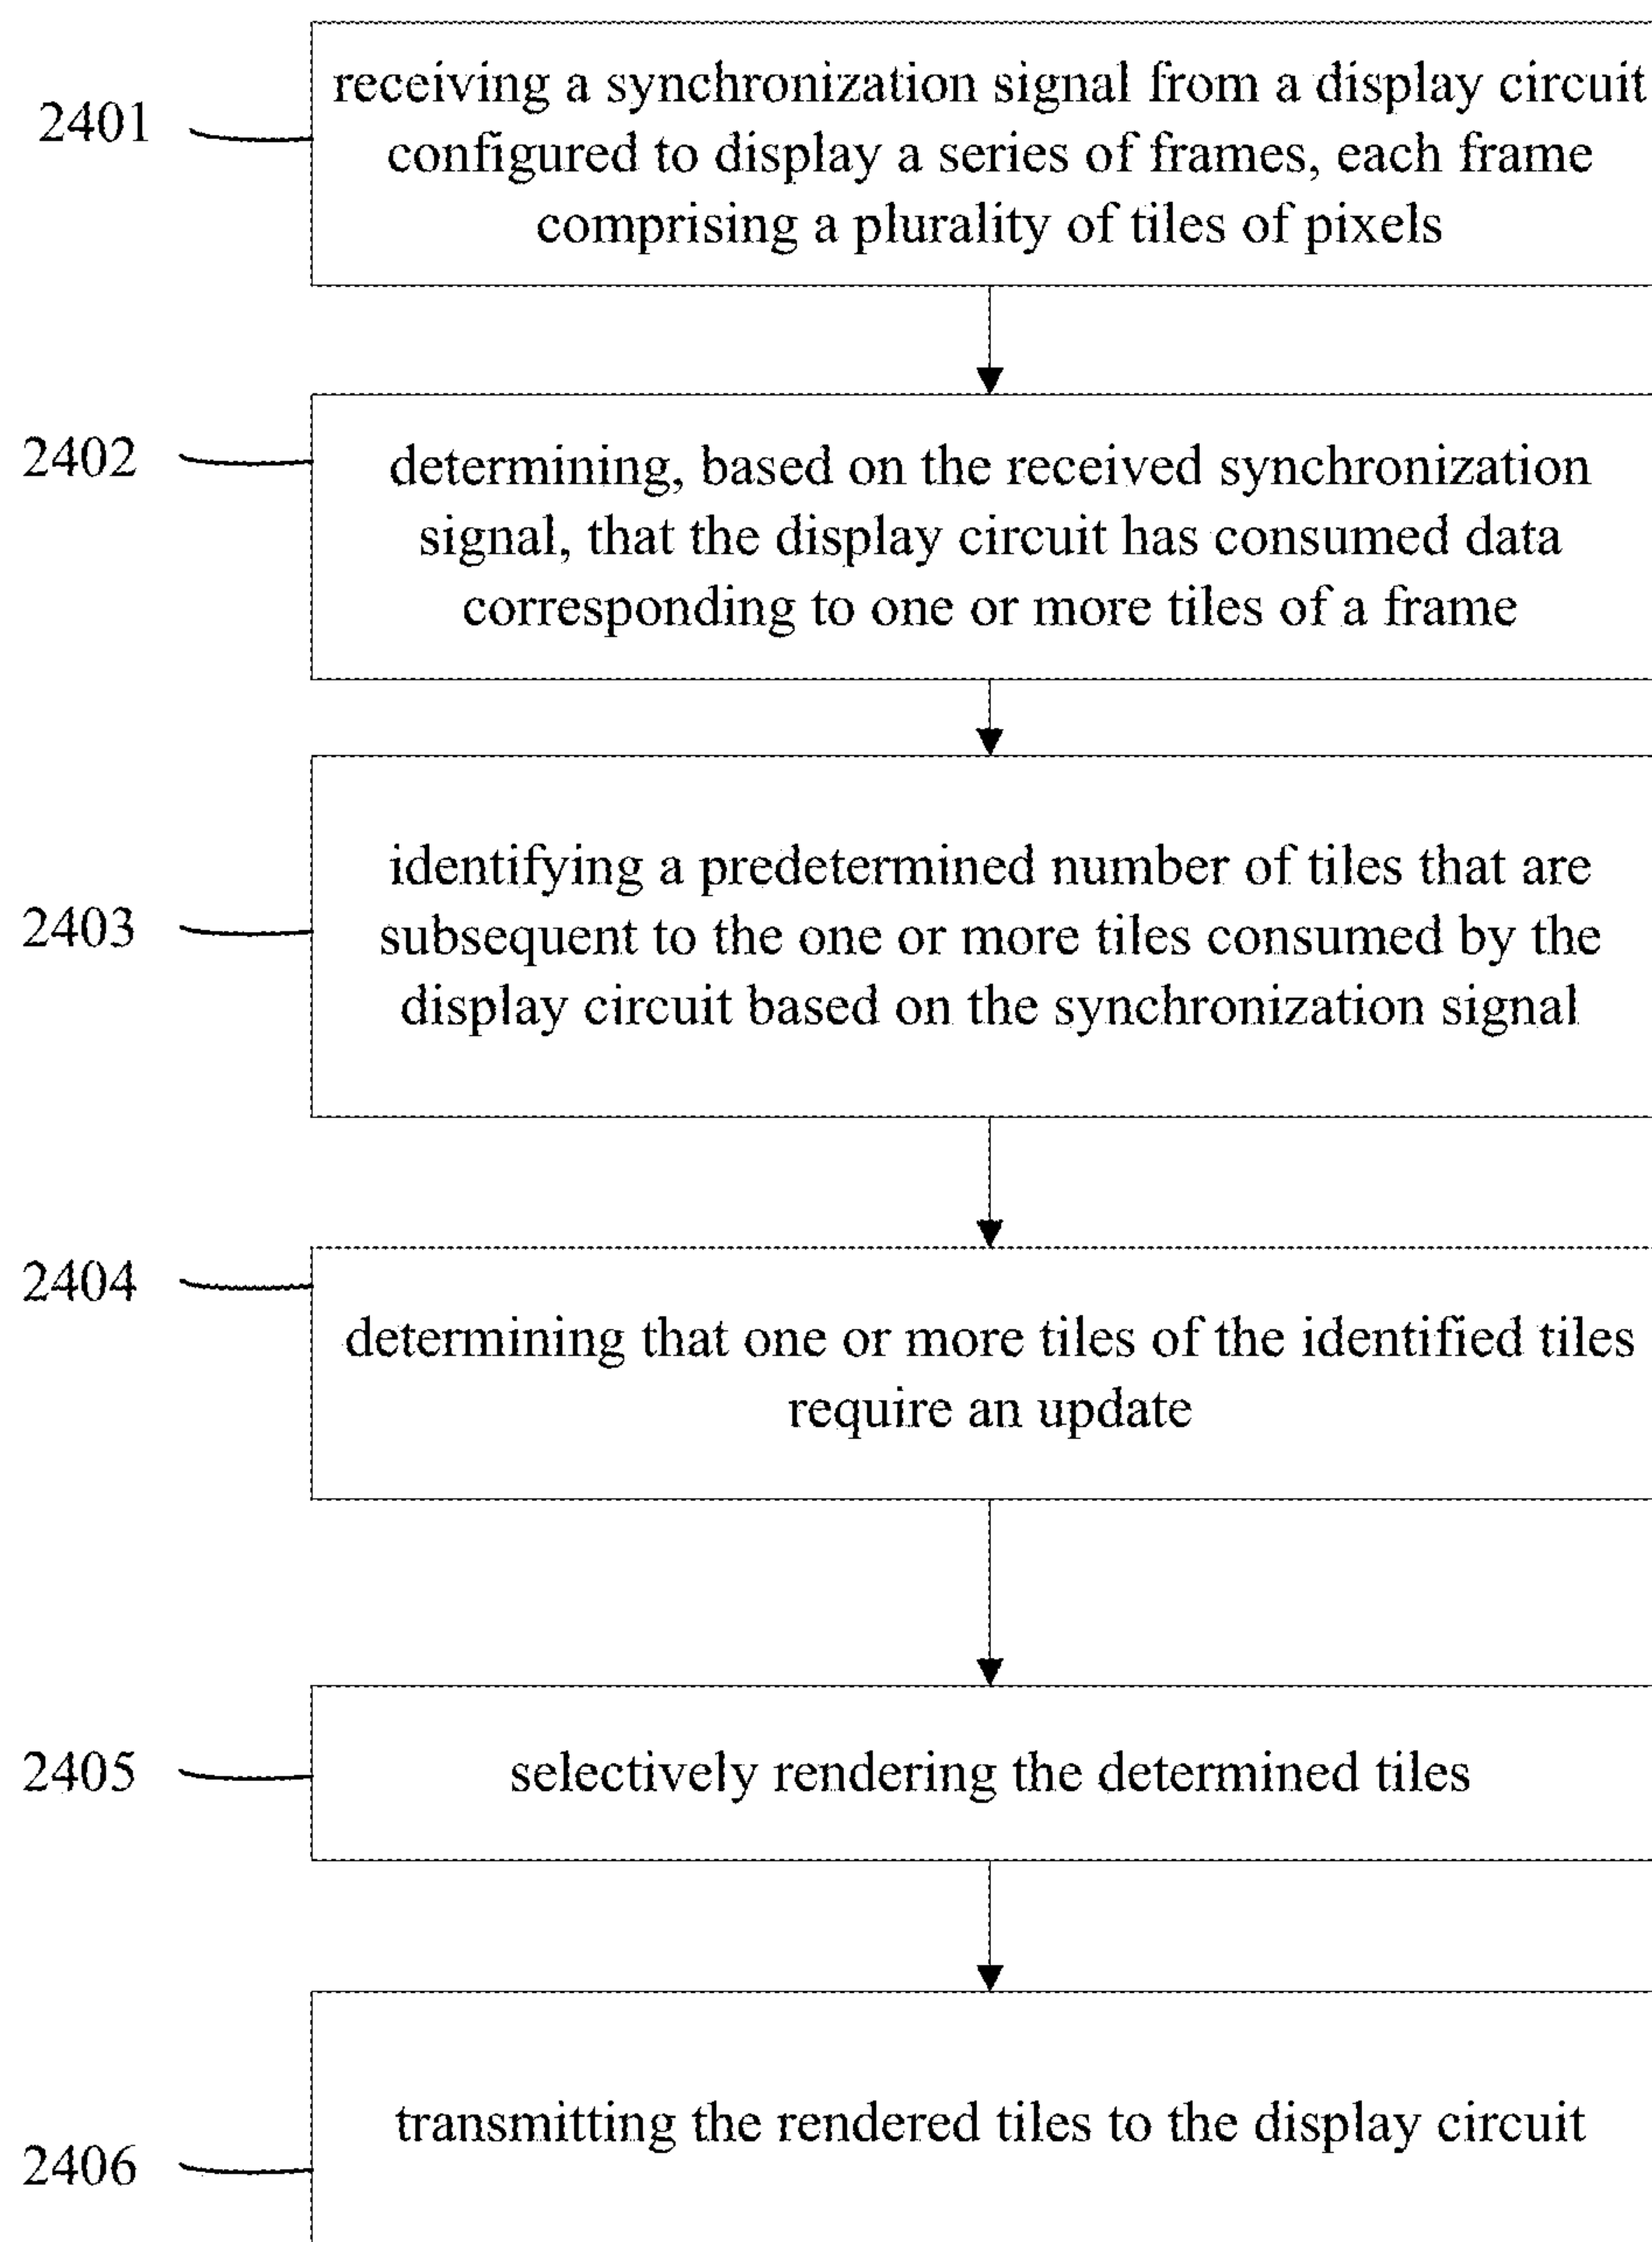 2401
receiving a synchronization signal from a display circuit
configured to display a series of frames, each frame
comprising a plurality of tiles of pixels
2402
determining, based on the received synchronization
signal, that the display circuit has consumed data
corresponding to one or more tiles of a frame
2403
identifying a predetermined number of tiles that are
subsequent to the one or more tiles consumed by the
display circuit based on the synchronization signal
2404
determining that one or more tiles of the identified tiles
require an update
2405
selectively rendering the determined tiles
2406
transmitting the rendered tiles to the display circuit